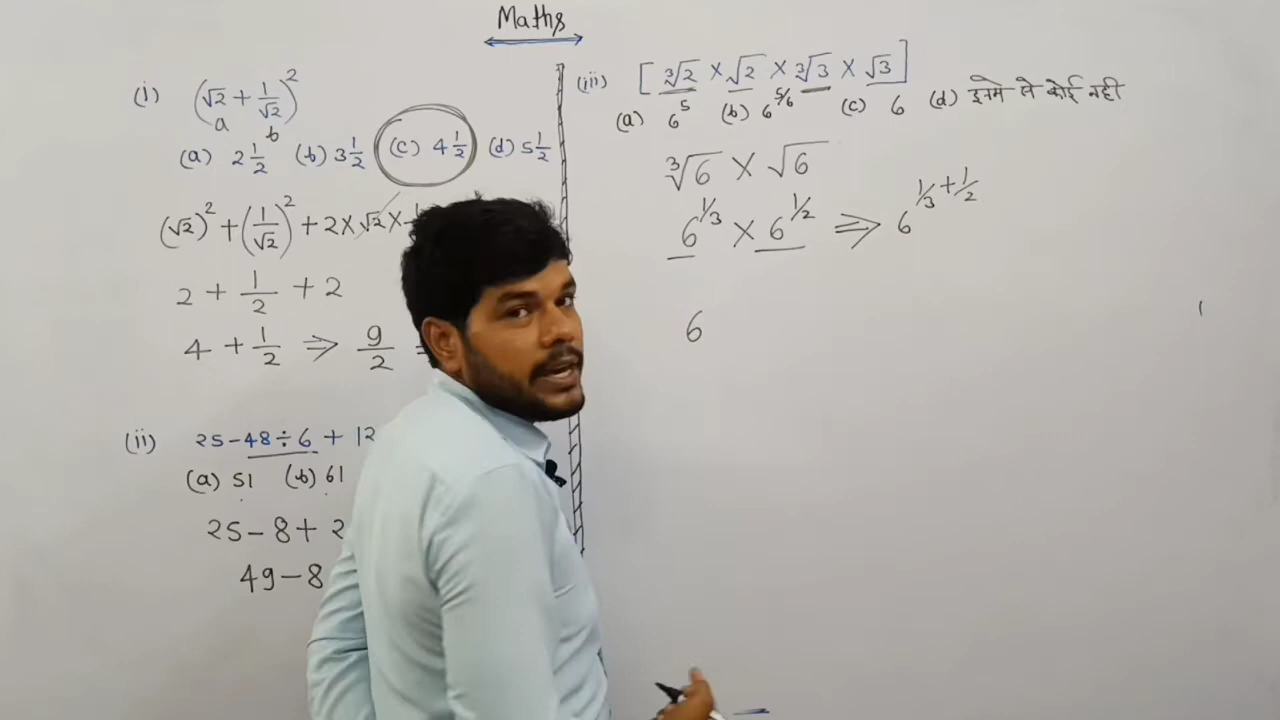 Maths
(i) (√2 + 1/√2)²
a b
(a) 2 1/2 (b) 3 1/2 (c) 4 1/2 (d) 5 1/2
(√2)² + (1/√2)² + 2 × √2 ×
2 + 1/2 + 2
4 + 1/2 ⇒ 9/2 =
(ii) 25 - 48 ÷ 6 + 12
(a) 51 (b) 61
25 - 8 + 2
49 - 8
(iii) [∛2 × √2 × ∛3 × √3]
(a) 6⁵ (b) 6^5/6 (c) 6 (d) इनमे से कोई नही
∛6 × √6
6^1/3 × 6^1/2 ⇒ 6^1/3 + 1/2
6